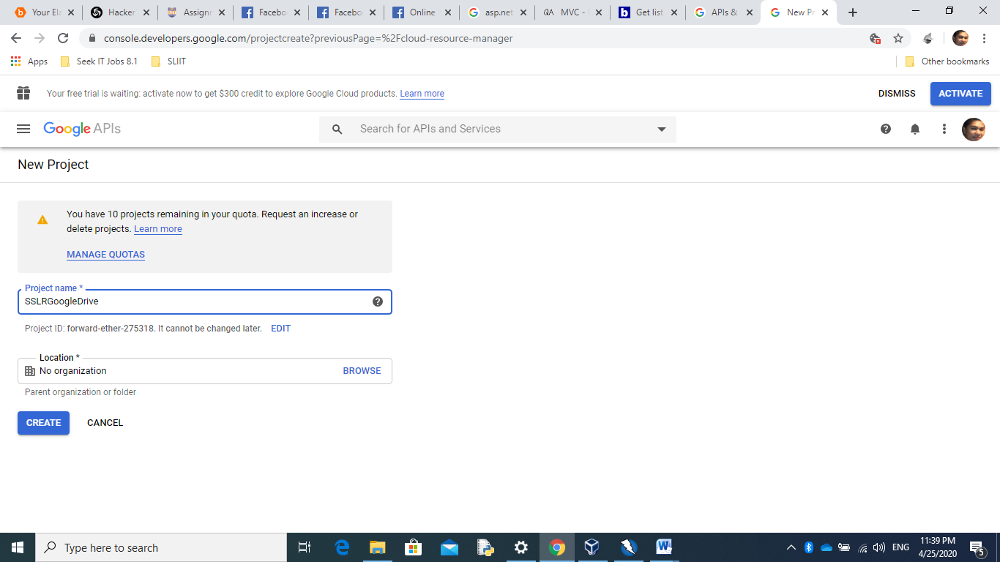 Your Ela
Hacker
Assignm
Facebo
Facebo
Online
asp.net
QA MVC -
b Get list
APIs &
New Pr
console.developers.google.com/projectcreate?previousPage=%2Fcloud-resource-manager
Apps Seek IT Jobs 8.1 SLIIT Other bookmarks
Your free trial is waiting: activate now to get $300 credit to explore Google Cloud products. Learn more DISMISS ACTIVATE
Google APIs Search for APIs and Services
New Project
You have 10 projects remaining in your quota. Request an increase or
delete projects. Learn more
MANAGE QUOTAS
Project name *
SSLRGoogleDrive
Project ID: forward-ether-275318. It cannot be changed later. EDIT
Location *
No organization BROWSE
Parent organization or folder
CREATE CANCEL
Type here to search
ENG
11:39 PM
4/25/2020
5